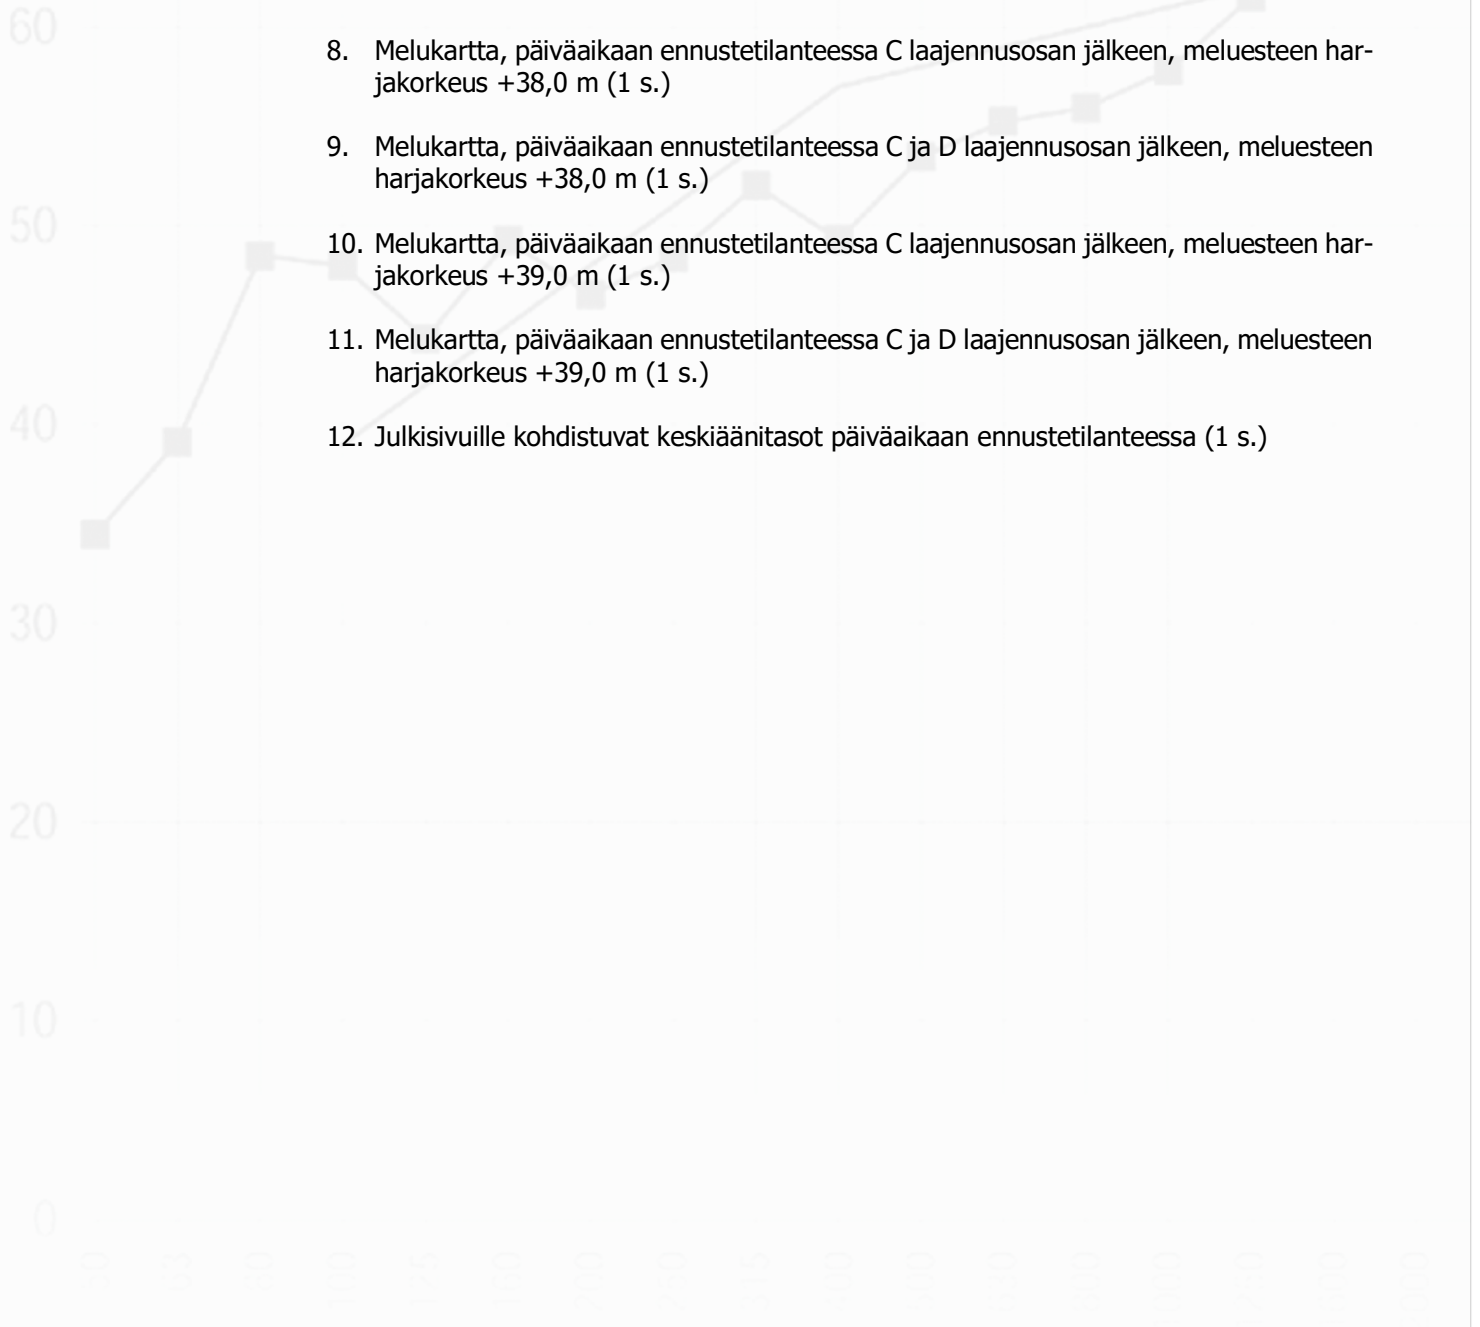 60
8. Melukartta, päiväaikaan ennustetilanteessa C laajennusosan jälkeen, meluesteen har-
jakorkeus +38,0 m (1 s.)
9. Melukartta, päiväaikaan ennustetilanteessa C ja D laajennusosan jälkeen, meluesteen
harjakorkeus +38,0 m (1 s.)
50
10. Melukartta, päiväaikaan ennustetilanteessa C laajennusosan jälkeen, meluesteen har-
jakorkeus +39,0 m (1 s.)
11. Melukartta, päiväaikaan ennustetilanteessa C ja D laajennusosan jälkeen, meluesteen
harjakorkeus +39,0 m (1 s.)
40
12. Julkisivuille kohdistuvat keskiäänitasot päiväaikaan ennustetilanteessa (1 s.)
30
20
10
0